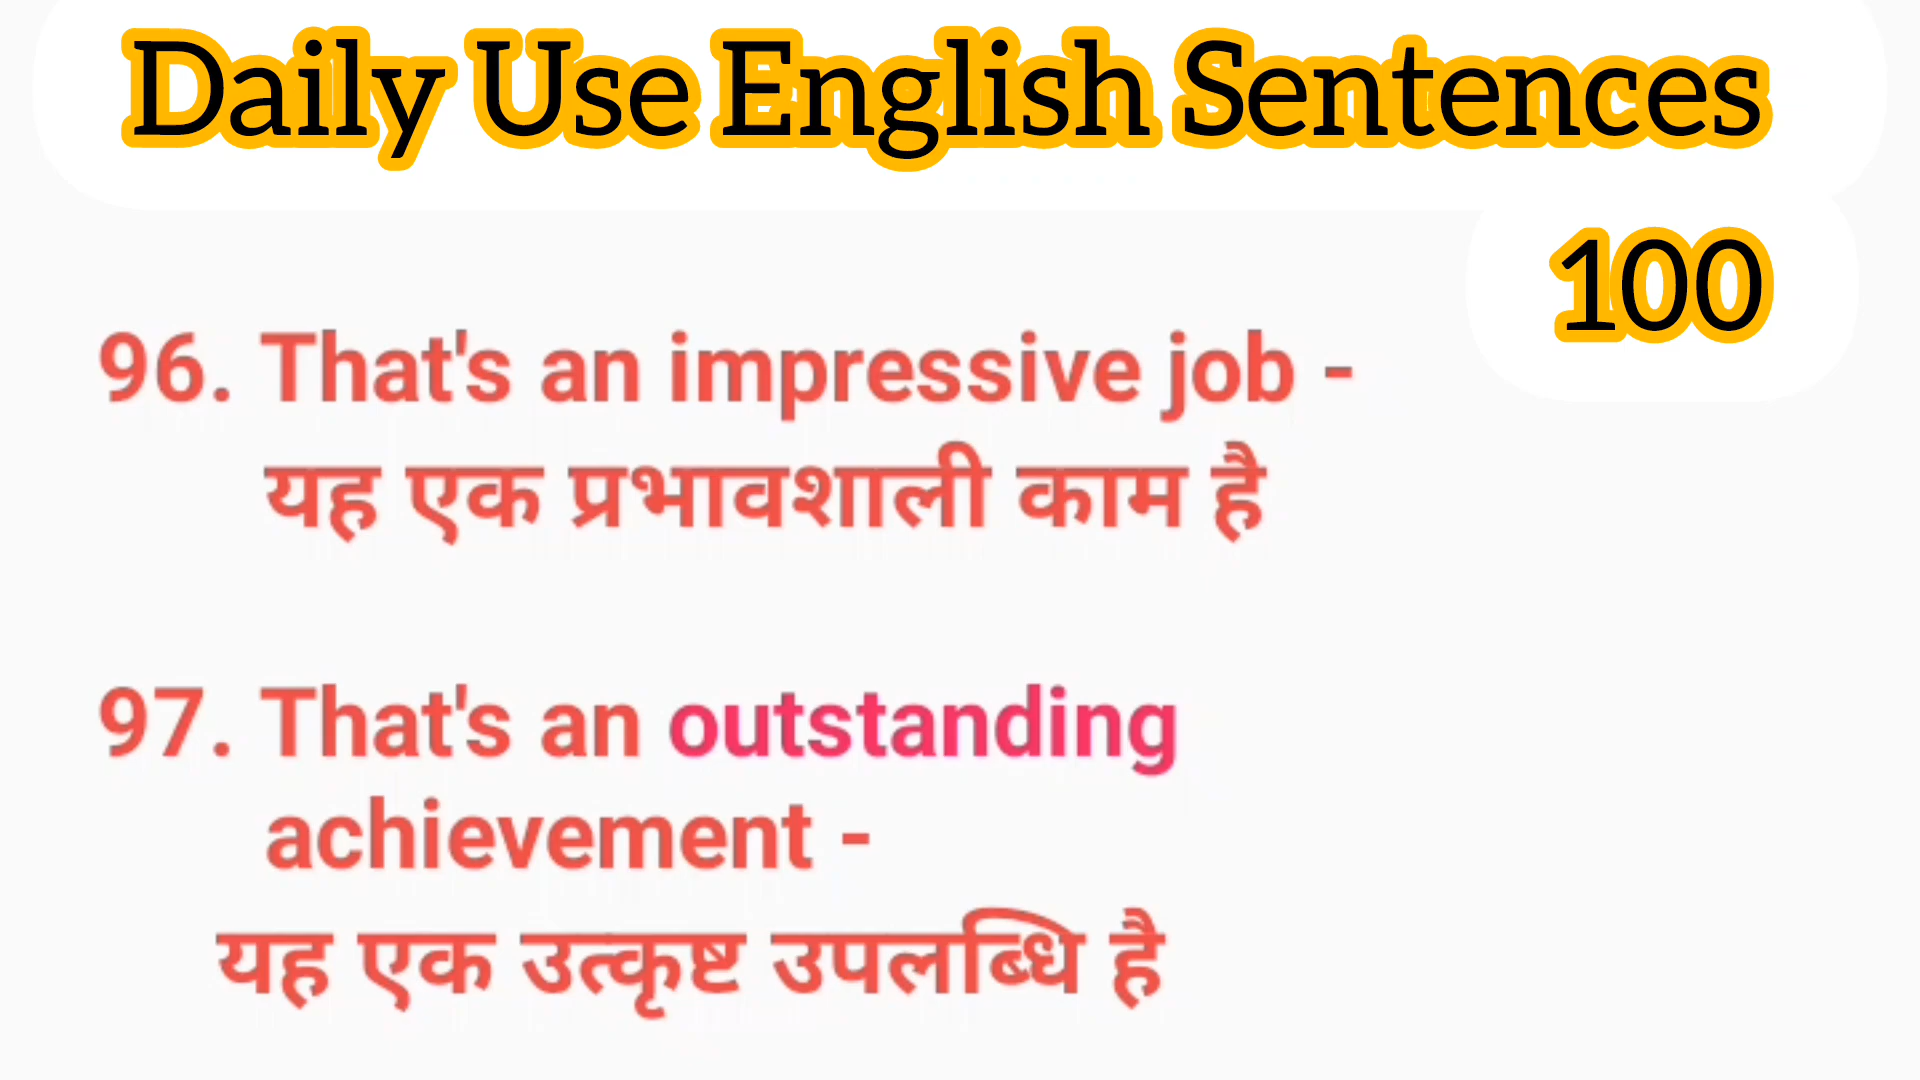 Daily Use English Sentences
100
96. That's an impressive job -
यह एक प्रभावशाली काम है
97. That's an outstanding
achievement -
यह एक उत्कृष्ट उपलब्धि है